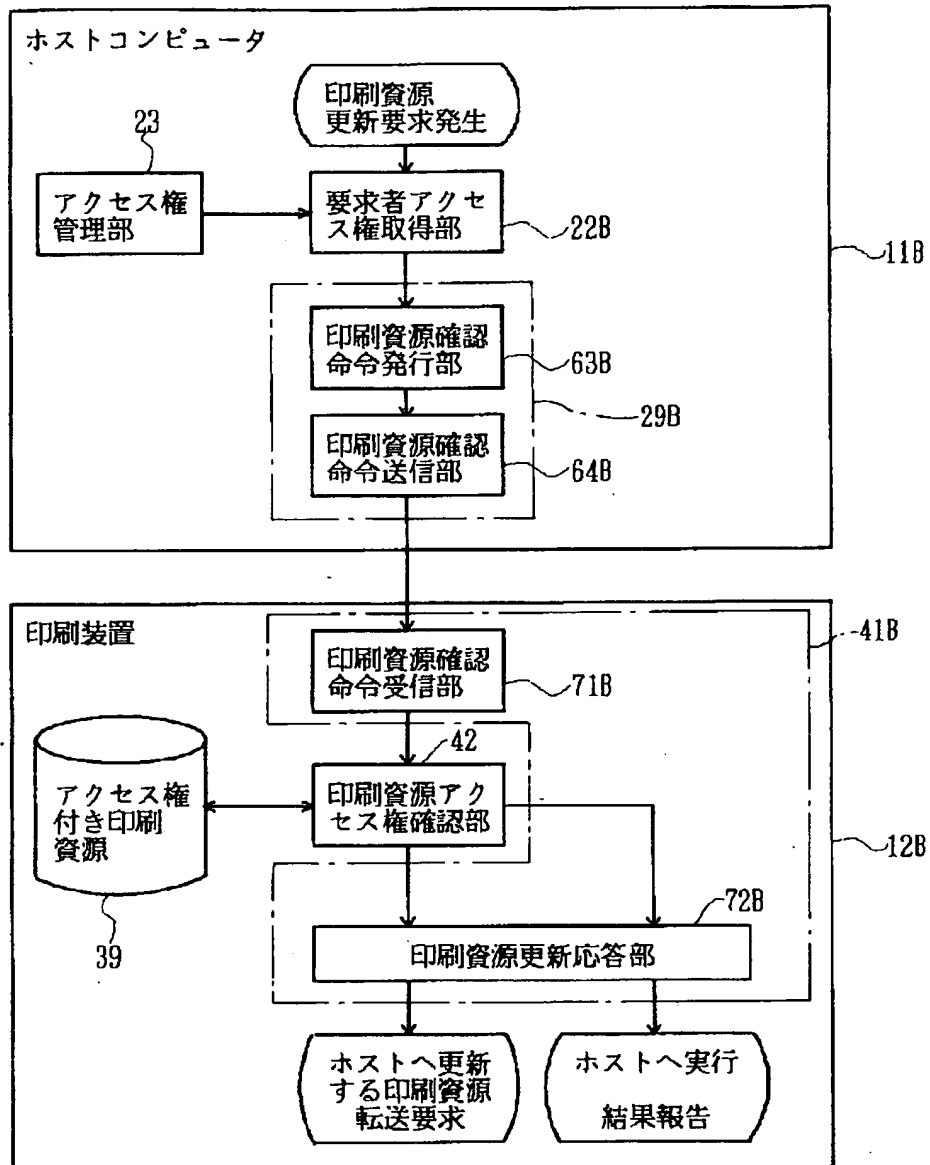 ホストコンピュータ
印刷資源
更新要求発生
23
アクセス権
管理部
要求者アクセ
ス権取得部
22B
11B
印刷資源確認
命令発行部
63B
29B
印刷資源確認
命令送信部
64B
印刷装置
41B
印刷資源確認
命令受信部
71B
42
アクセス権
付き印刷
資源
印刷資源アク
セス権確認部
12B
39
72B
印刷資源更新応答部
ホストへ更新
する印刷資源
転送要求
ホストへ実行
結果報告